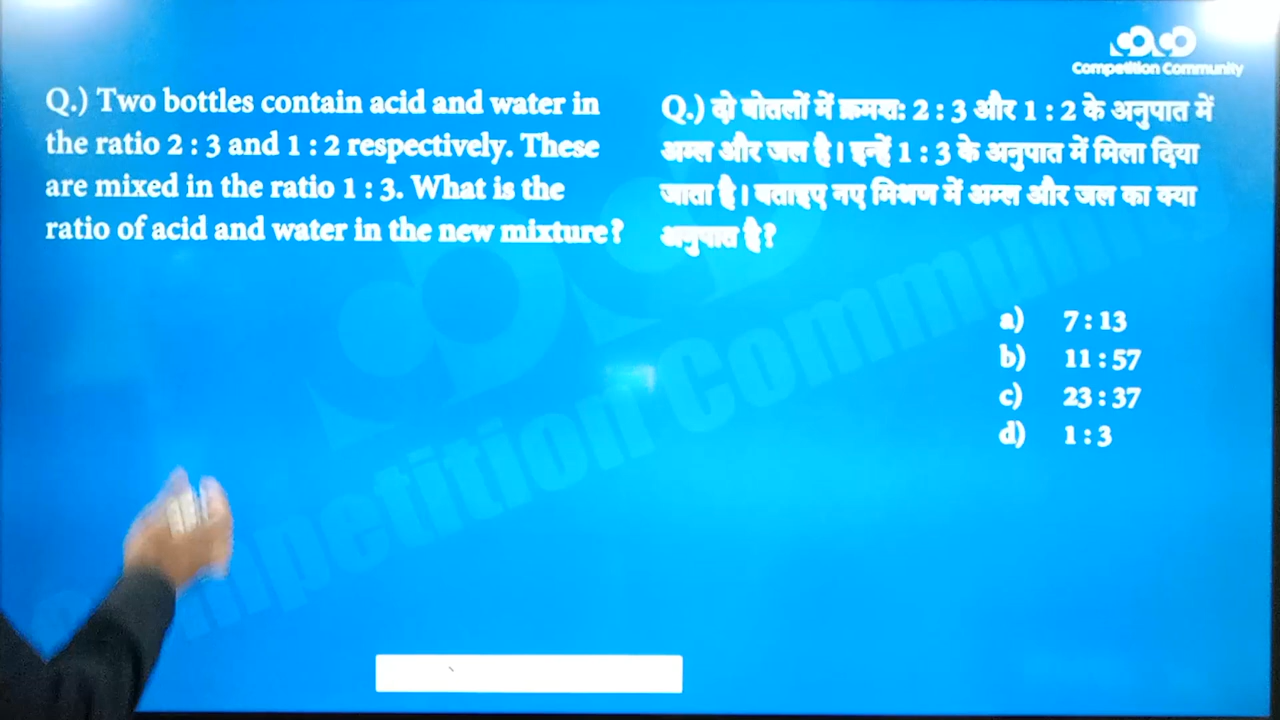 Competition Community
Q.) Two bottles contain acid and water in
the ratio 2 : 3 and 1 : 2 respectively. These
are mixed in the ratio 1 : 3. What is the
ratio of acid and water in the new mixture?
Q.) दो बोतलों में क्रमश: 2 : 3 और 1 : 2 के अनुपात में
अम्ल और जल है। इन्हें 1 : 3 के अनुपात में मिला दिया
जाता है। बताइए नए मिश्रण में अम्ल और जल का क्या
अनुपात है?
a) 7 : 13
b) 11 : 57
c) 23 : 37
d) 1 : 3
Competition Community